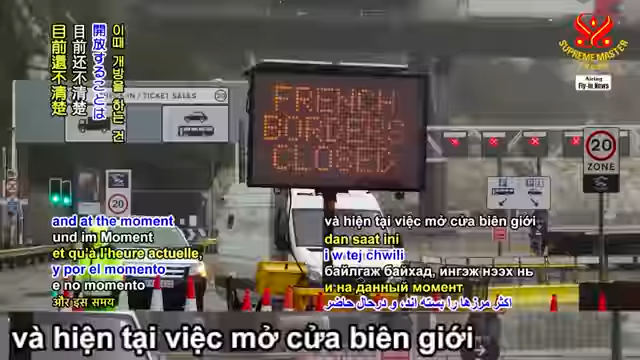 이때 개방을 하는 건
開放することは
目前还不清楚
目前還不清楚
CHECK-IN / TICKET SALES
20
FRENCH
BORDERS
CLOSED
SUPREME MASTER
Airing
Fly-in News
20
ZONE
20
and at the moment
und im Moment
et qu'à l'heure actuelle,
y por el momento
e no momento
और इस समय
và hiện tại việc mở cửa biên giới
dan saat ini
i w tej chwili
байлгаж байхад, ингэж нээх нь
и на данный момент
اکثر مرزها را بسته اند، و درحال حاضر
và hiện tại việc mở cửa biên giới